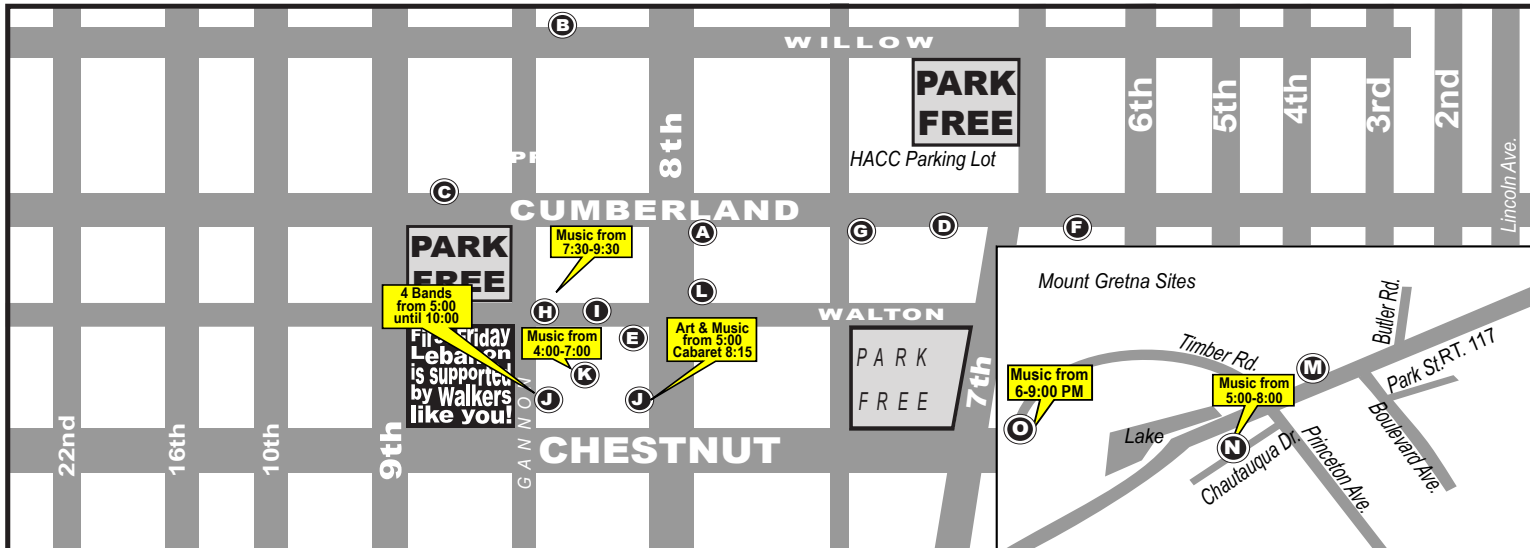 B
WILLOW
PARK
FREE
HACC Parking Lot
8th
6th
5th
4th
3rd
2nd
Lincoln Ave.
C
CUMBERLAND
A
G
D
F
PARK
FREE
Music from
7:30-9:30
4 Bands
from 5:00
until 10:00
H
I
L
WALTON
E
First Friday
Lebanon
is supported
by Walkers
like you!
Music from
4:00-7:00
Art & Music
from 5:00
Cabaret 8:15
K
J
J
PARK
FREE
7th
22nd
16th
10th
9th
GANNON
CHESTNUT
Mount Gretna Sites
Butler Rd.
Timber Rd.
M
Park St.
RT. 117
Music from
6-9:00 PM
Music from
5:00-8:00
O
Lake
N
Chautauqua Dr.
Princeton Ave.
Boulevard Ave.